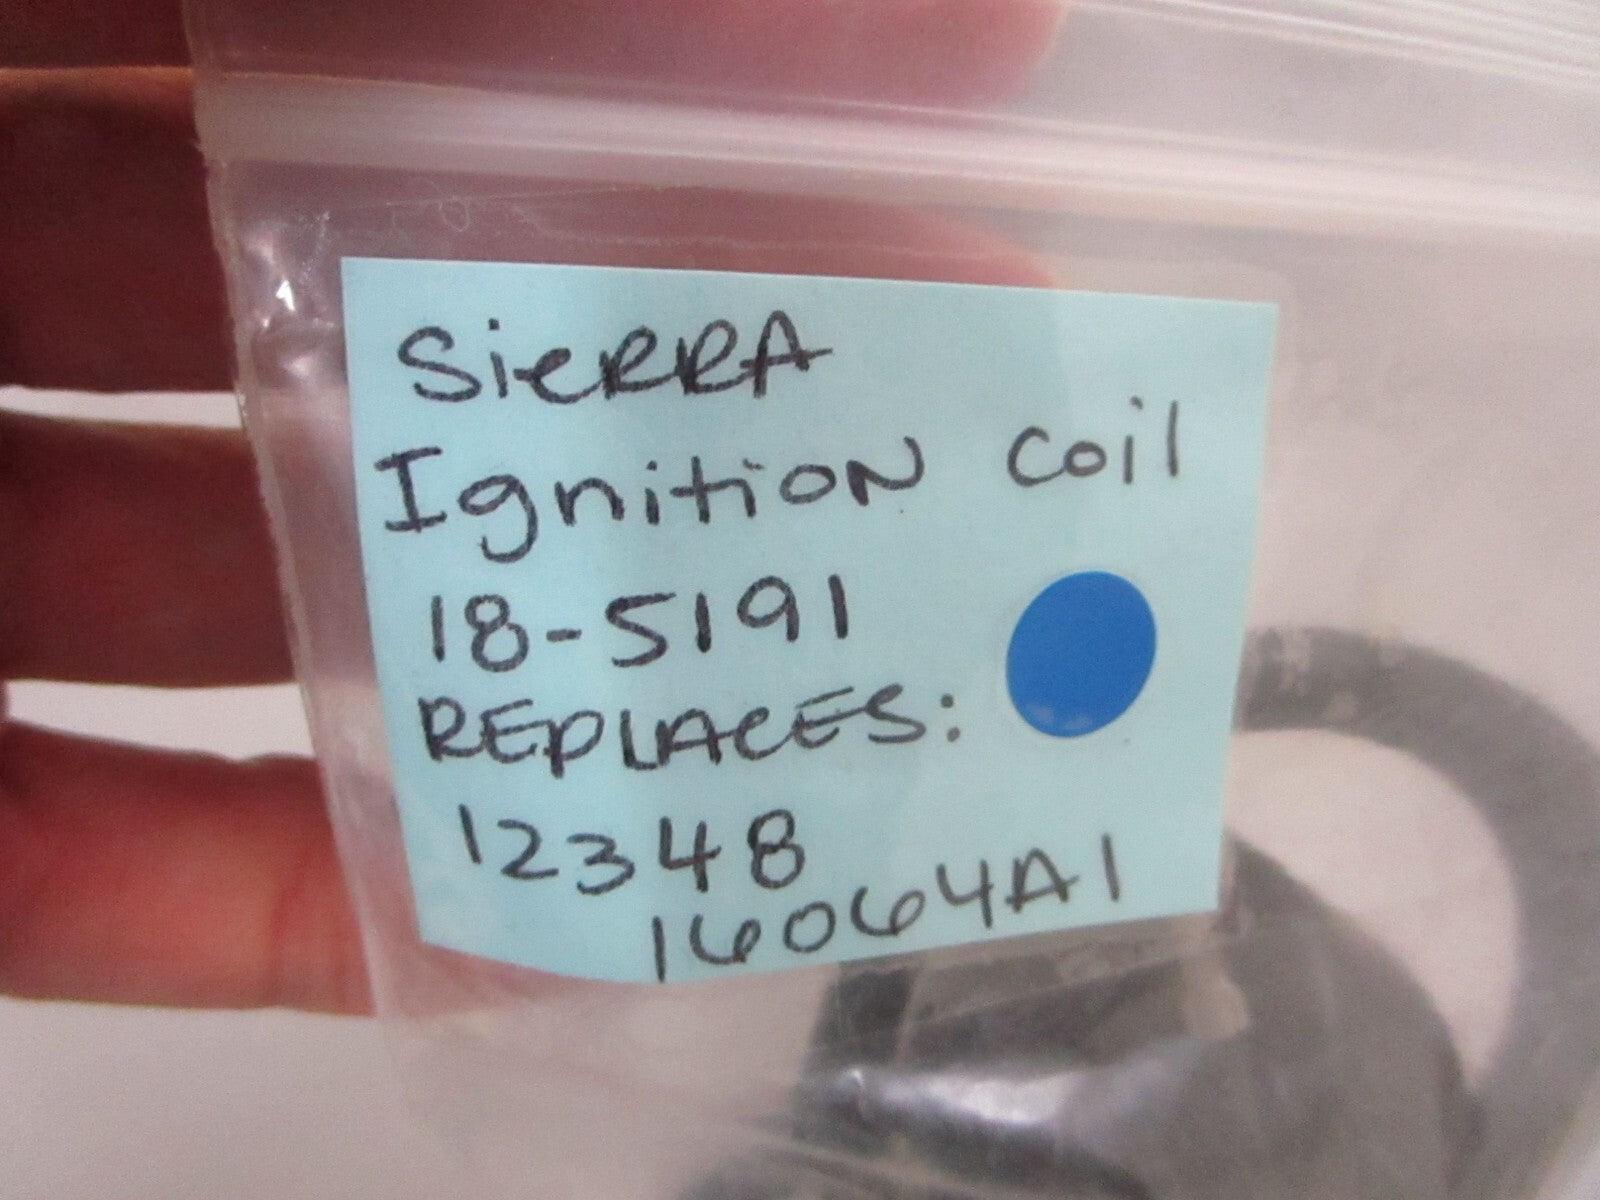 SieRRA
Ignition coil
18-5191
REPLACES:
12348
16064A1